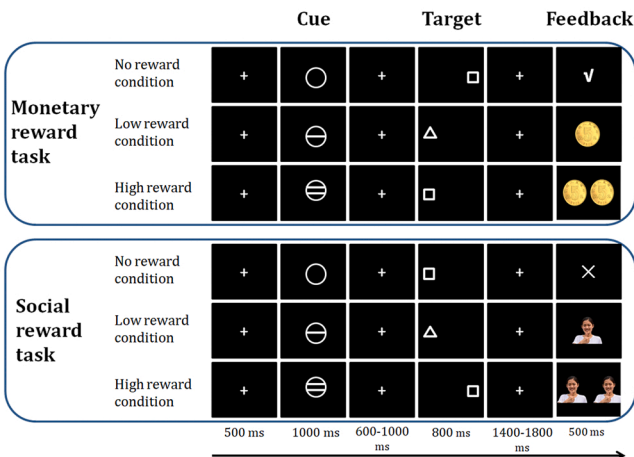 Cue Target Feedback
No reward
condition
Monetary
reward
task
Low reward
condition
High reward
condition
No reward
condition
Social
reward
task
Low reward
condition
High reward
condition
500 ms 1000 ms 600-1000 ms 800 ms 1400-1800 ms 500 ms